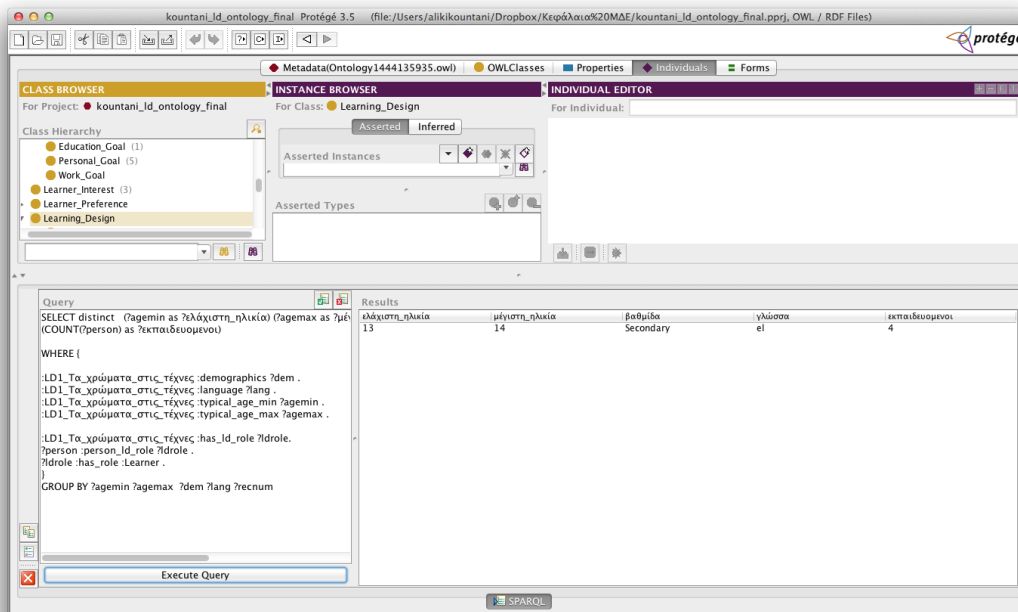 kountani_ld_ontology_final Protégé 3.5 (file:/Users/alikikountani/Dropbox/Κεφάλαια%20ΜΔΕ/kountani_ld_ontology_final.pprj, OWL / RDF Files)
protégé
Metadata(Ontology1444135935.owl) OWLClasses Properties Individuals Forms
CLASS BROWSER
For Project: kountani_ld_ontology_final
Class Hierarchy
Education_Goal (1)
Personal_Goal (5)
Work_Goal
Learner_Interest (3)
Learner_Preference
Learning_Design
INSTANCE BROWSER
For Class: Learning_Design
Asserted Inferred
Asserted Instances
Asserted Types
INDIVIDUAL EDITOR
For Individual:
Query
SELECT distinct (?agemin as ?ελάχιστη_ηλικία) (?agemax as ?μέγ
(COUNT(?person) as ?εκπαιδευομενοι)
WHERE {
:LD1_Τα_χρώματα_στις_τέχνες :demographics ?dem .
:LD1_Τα_χρώματα_στις_τέχνες :language ?lang .
:LD1_Τα_χρώματα_στις_τέχνες :typical_age_min ?agemin .
:LD1_Τα_χρώματα_στις_τέχνες :typical_age_max ?agemax .
:LD1_Τα_χρώματα_στις_τέχνες :has_ld_role ?ldrole.
?person :person_ld_role ?ldrole .
?ldrole :has_role :Learner .
}
GROUP BY ?agemin ?agemax ?dem ?lang ?recnum
Execute Query
Results
ελάχιστη_ηλικία μέγιστη_ηλικία βαθμίδα γλώσσα εκπαιδευομενοι
13 14 Secondary el 4
SPARQL